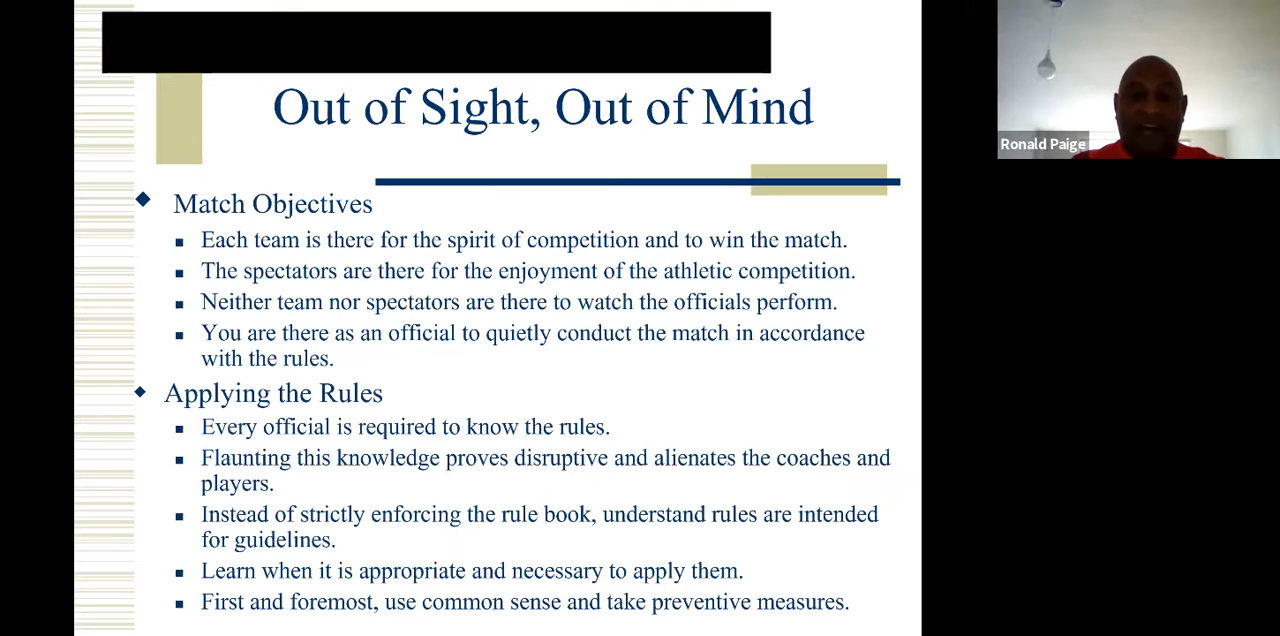 Out of Sight, Out of Mind
Ronald Paige
Match Objectives
Each team is there for the spirit of competition and to win the match.
The spectators are there for the enjoyment of the athletic competition.
Neither team nor spectators are there to watch the officials perform.
You are there as an official to quietly conduct the match in accordance
with the rules.
Applying the Rules
Every official is required to know the rules.
Flaunting this knowledge proves disruptive and alienates the coaches and
players.
Instead of strictly enforcing the rule book, understand rules are intended
for guidelines.
Learn when it is appropriate and necessary to apply them.
First and foremost, use common sense and take preventive measures.